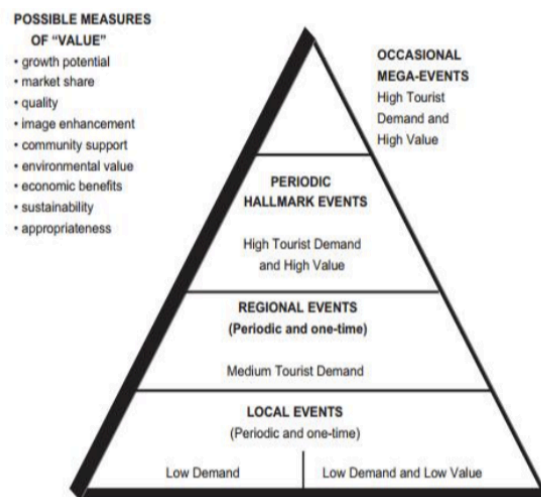 POSSIBLE MEASURES
OF "VALUE"
• growth potential
• market share
• quality
• image enhancement
• community support
• environmental value
• economic benefits
• sustainability
• appropriateness
OCCASIONAL
MEGA-EVENTS
High Tourist
Demand and
High Value
PERIODIC
HALLMARK EVENTS
High Tourist Demand
and High Value
REGIONAL EVENTS
(Periodic and one-time)
Medium Tourist Demand
LOCAL EVENTS
(Periodic and one-time)
Low Demand
Low Demand and Low Value